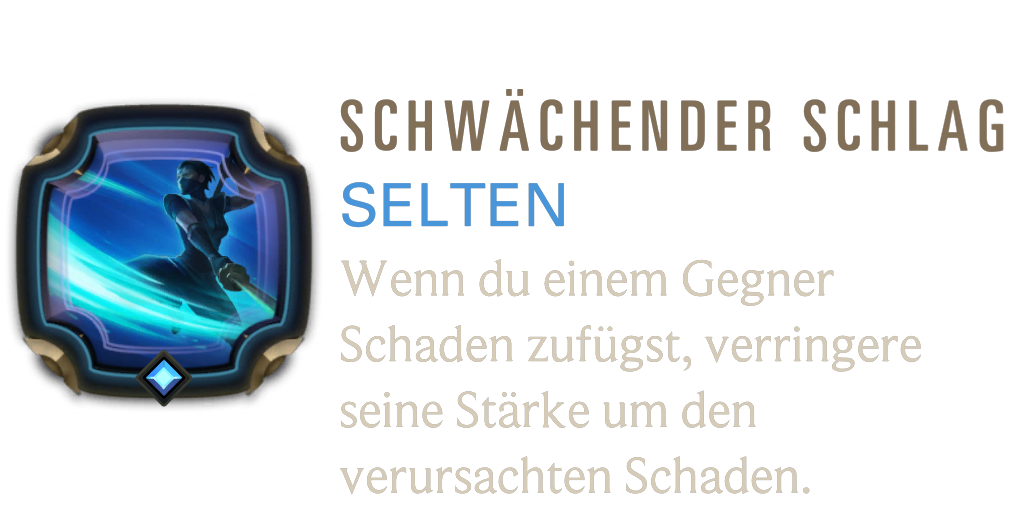 SCHWÄCHENDER SCHLAG
SELTEN
Wenn du einem Gegner
Schaden zufügst, verringere
seine Stärke um den
verursachten Schaden.